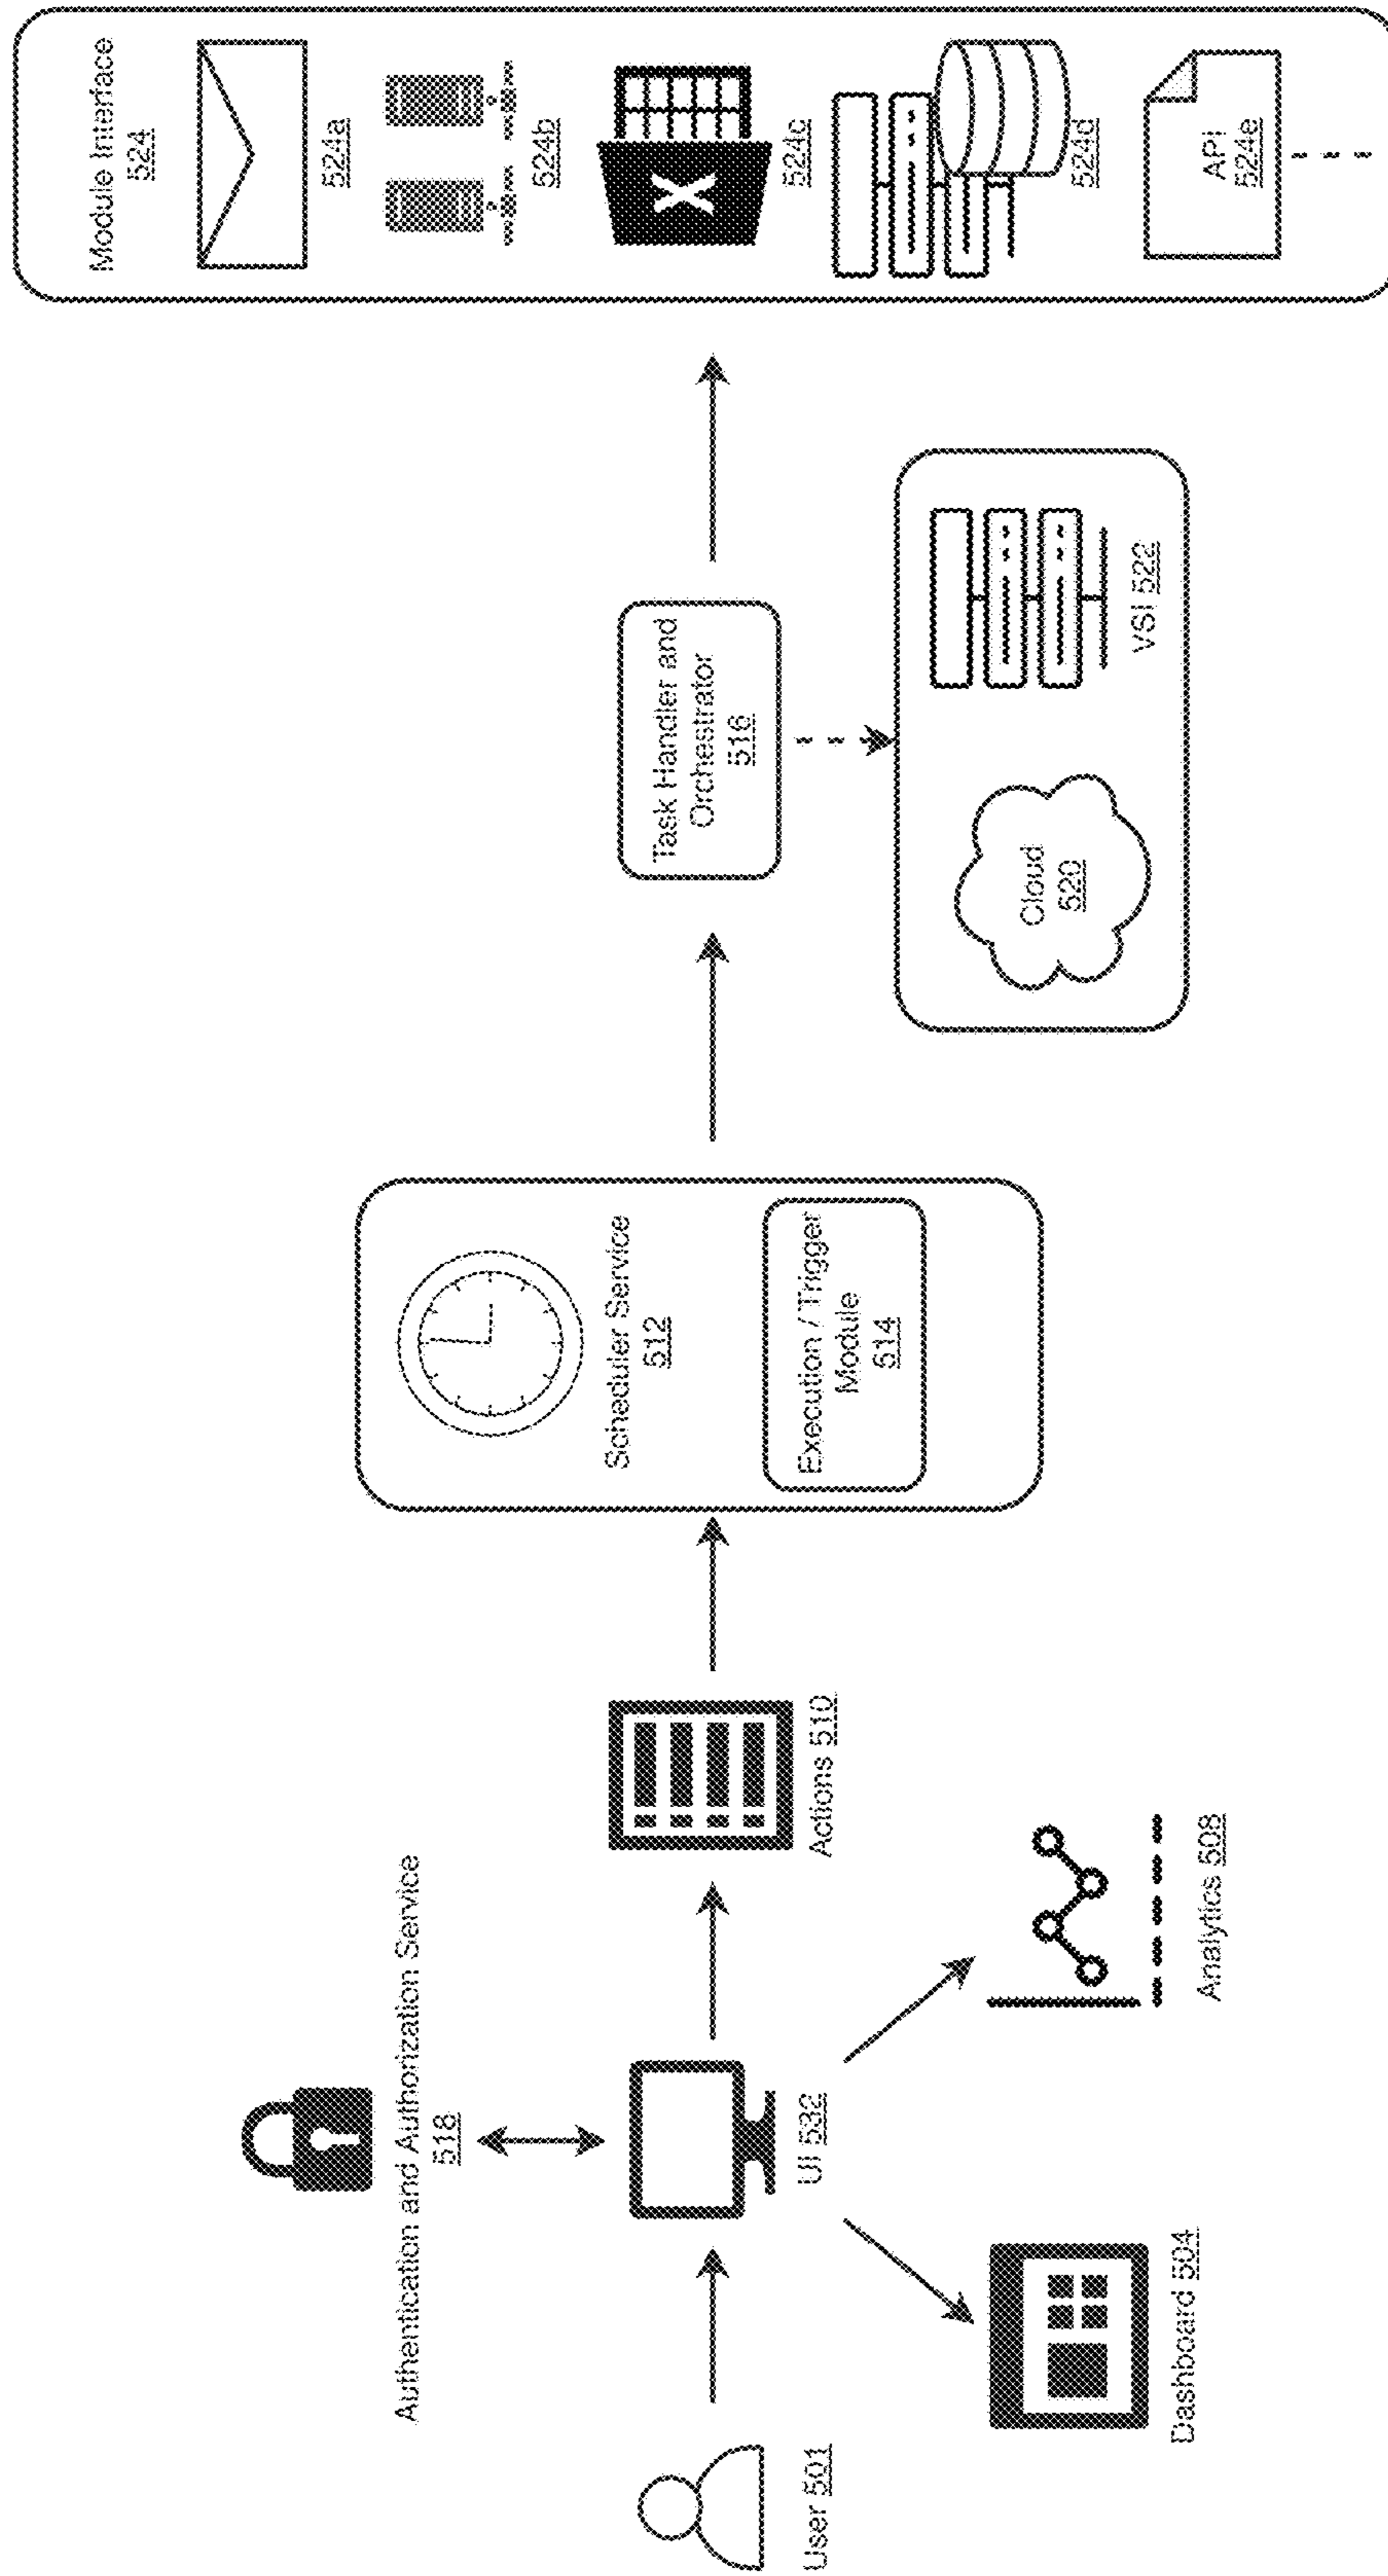 Authentication and Authorization Service
518
User 501
UI 532
Dashboard 504
Analytics 508
Actions 510
Scheduler Service
512
Execution / Trigger
Module
514
Task Handler and
Orchestrator
516
Cloud
520
VSI 522
Module Interface
524
524a
524b
X
524c
524d
API
524e